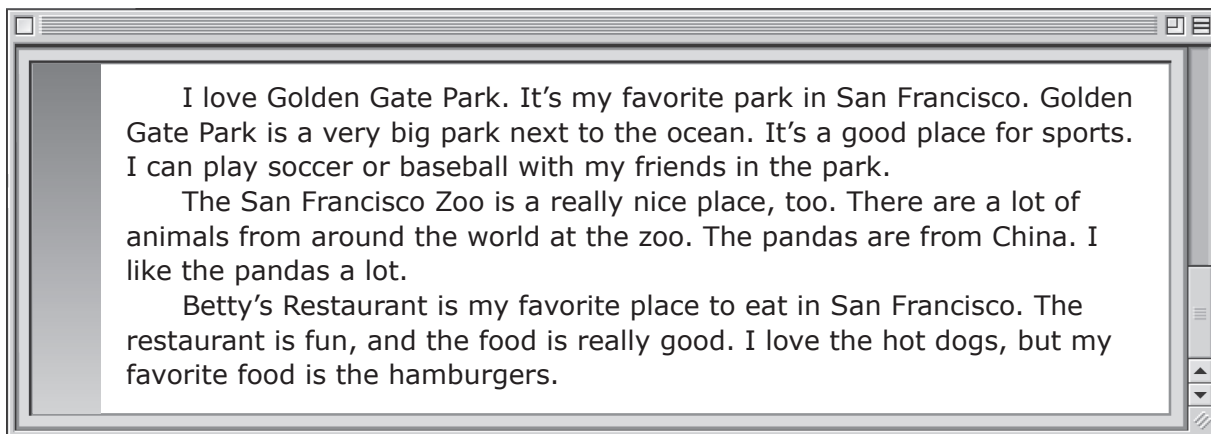 I love Golden Gate Park. It’s my favorite park in San Francisco. Golden
Gate Park is a very big park next to the ocean. It’s a good place for sports.
I can play soccer or baseball with my friends in the park.
The San Francisco Zoo is a really nice place, too. There are a lot of
animals from around the world at the zoo. The pandas are from China. I
like the pandas a lot.
Betty’s Restaurant is my favorite place to eat in San Francisco. The
restaurant is fun, and the food is really good. I love the hot dogs, but my
favorite food is the hamburgers.